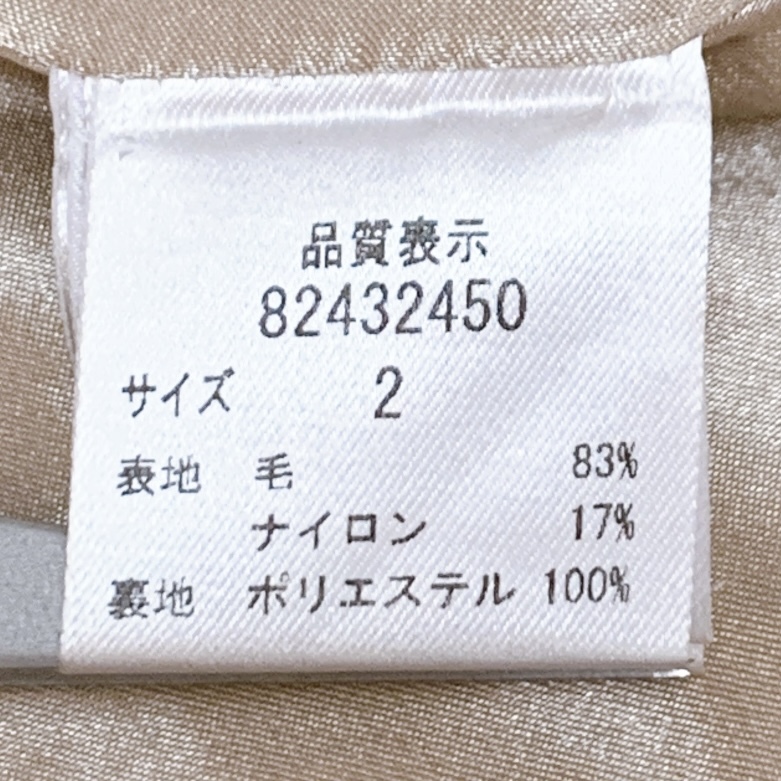 品質表示
82432450
サイズ 2
表地 毛 83%
ナイロン 17%
裏地 ポリエステル 100%